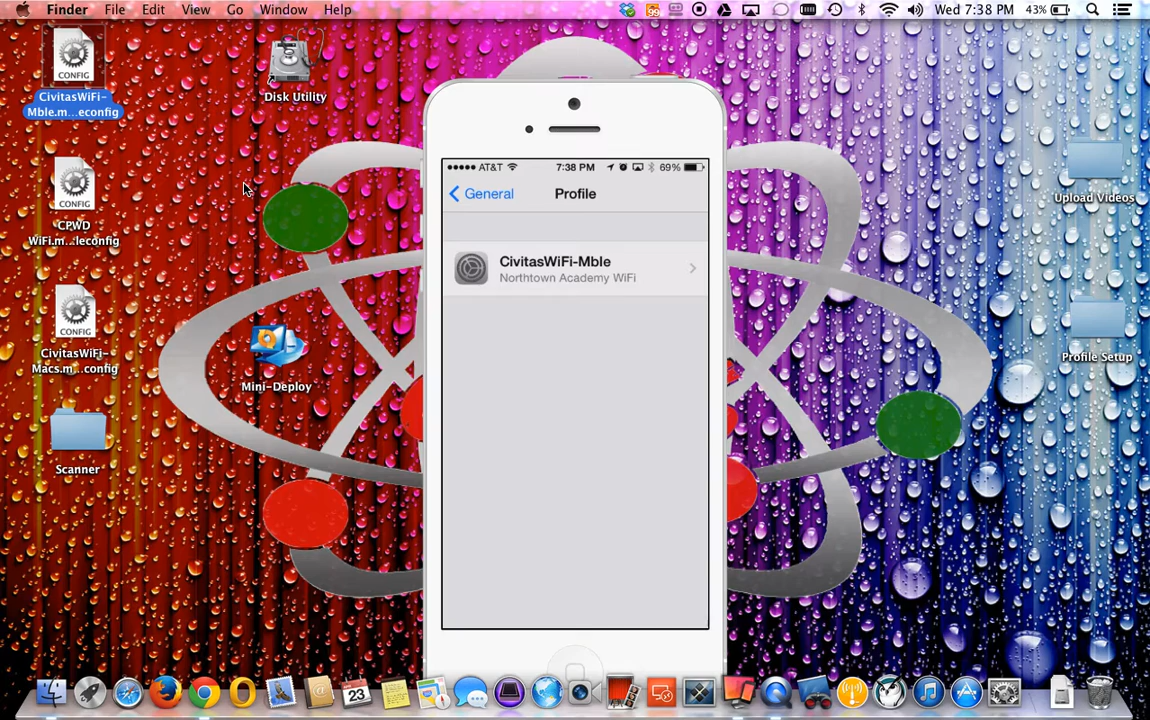 Finder File Edit View Go Window Help
99
Wed 7:38 PM 43%
CONFIG
CivitasWiFi-
Mble.m...econfig
Disk Utility
CONFIG
CPWD
WiFi.m...leconfig
CONFIG
CivitasWiFi-
Macs.m...config
Scanner
Mini-Deploy
AT&T 7:38 PM 69%
General Profile
CivitasWiFi-Mble
Northtown Academy WiFi
Upload Videos
Profile Setup
23